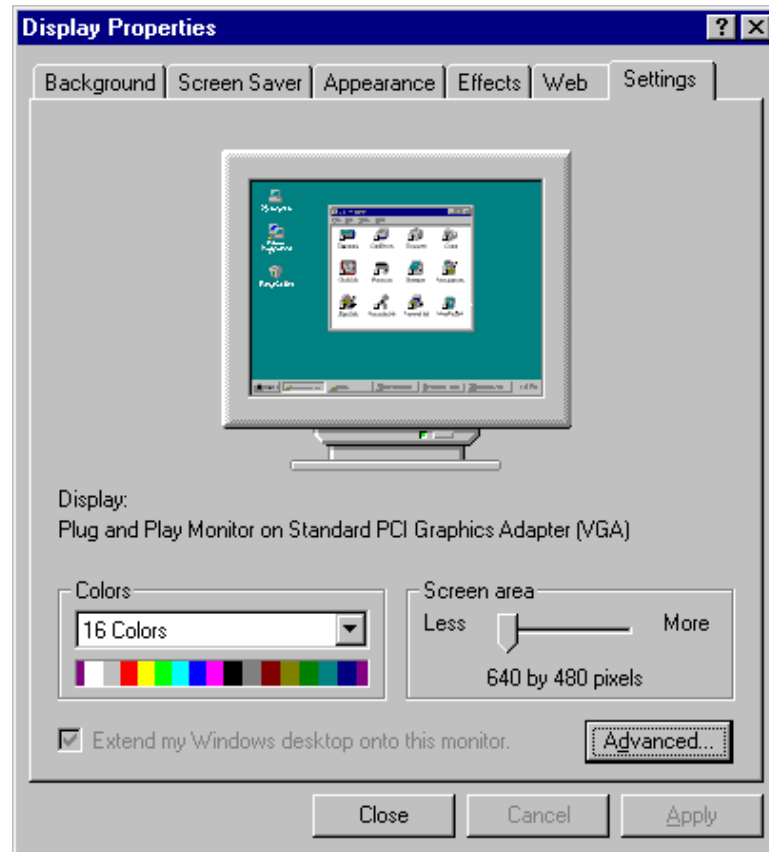 Display Properties
Background Screen Saver Appearance Effects Web Settings
Display:
Plug and Play Monitor on Standard PCI Graphics Adapter (VGA)
Colors
16 Colors
Screen area
Less More
640 by 480 pixels
Extend my Windows desktop onto this monitor.
Advanced...
Close Cancel Apply